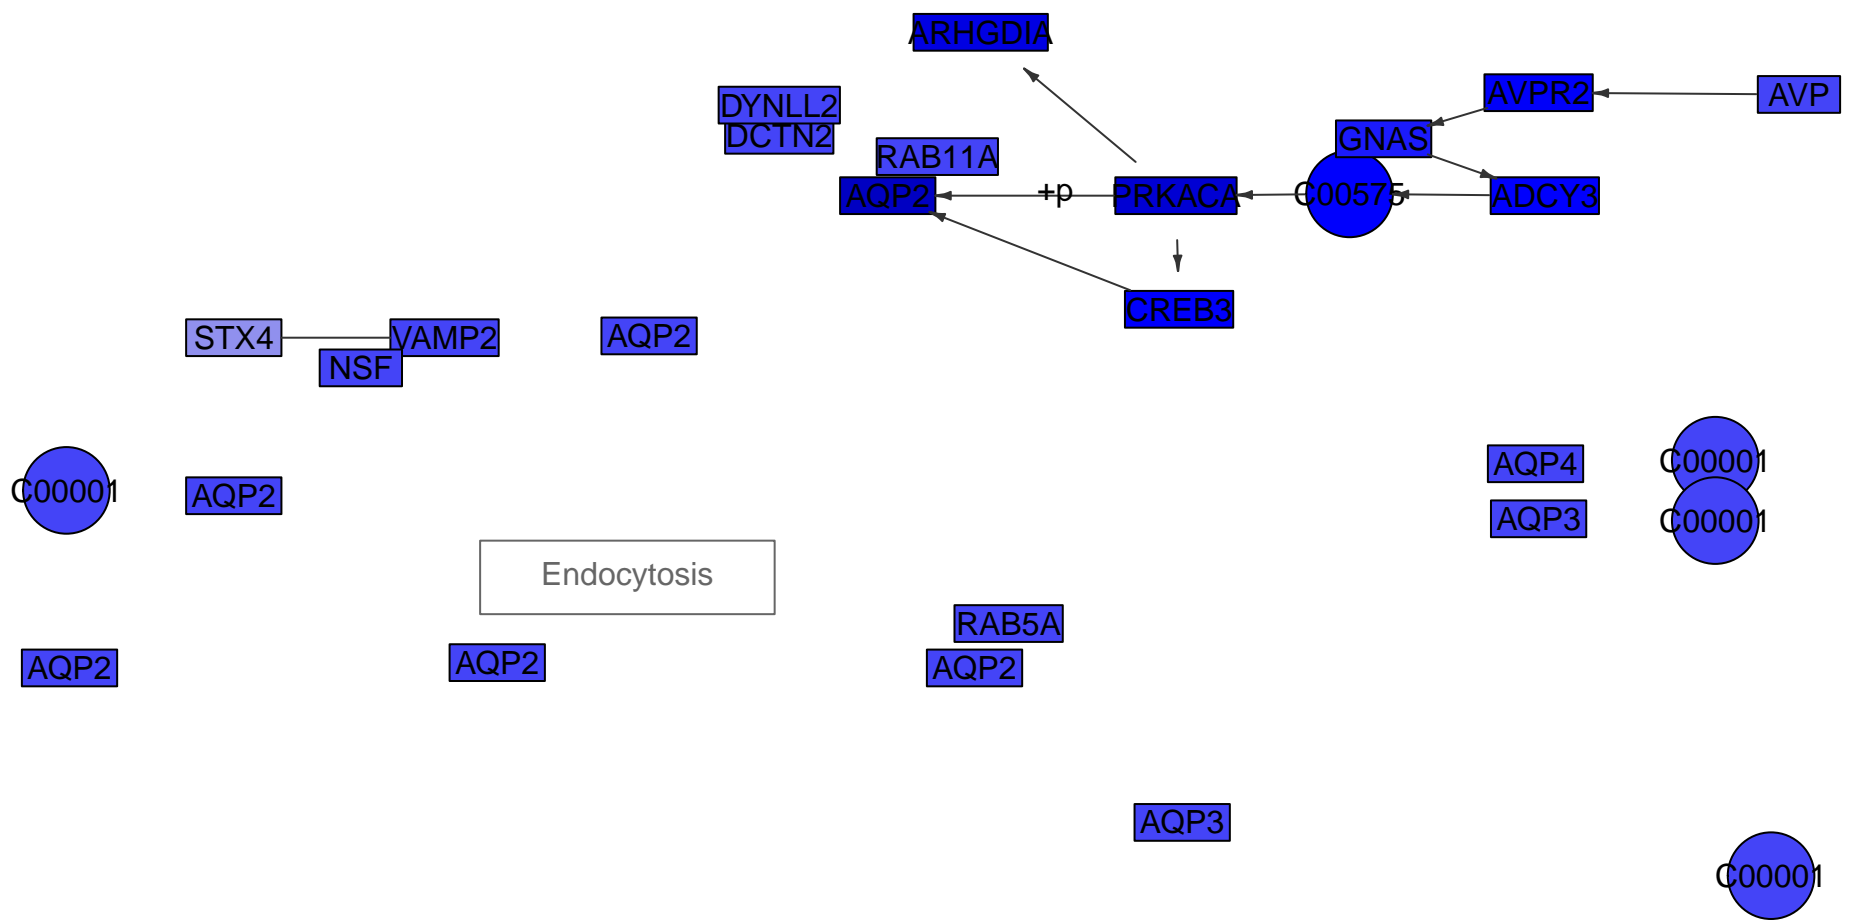 ARHGDIA
DYNLL2
AVPR2
AVP
DCTN2
GNAS
RAB11A
AQP2
+p
PRKACA
C00575
ADCY3
CREB3
STX4
VAMP2
AQP2
NSF
C00001
AQP2
AQP4
C00001
AQP3
C00001
Endocytosis
RAB5A
AQP2
AQP2
AQP2
AQP3
C00001